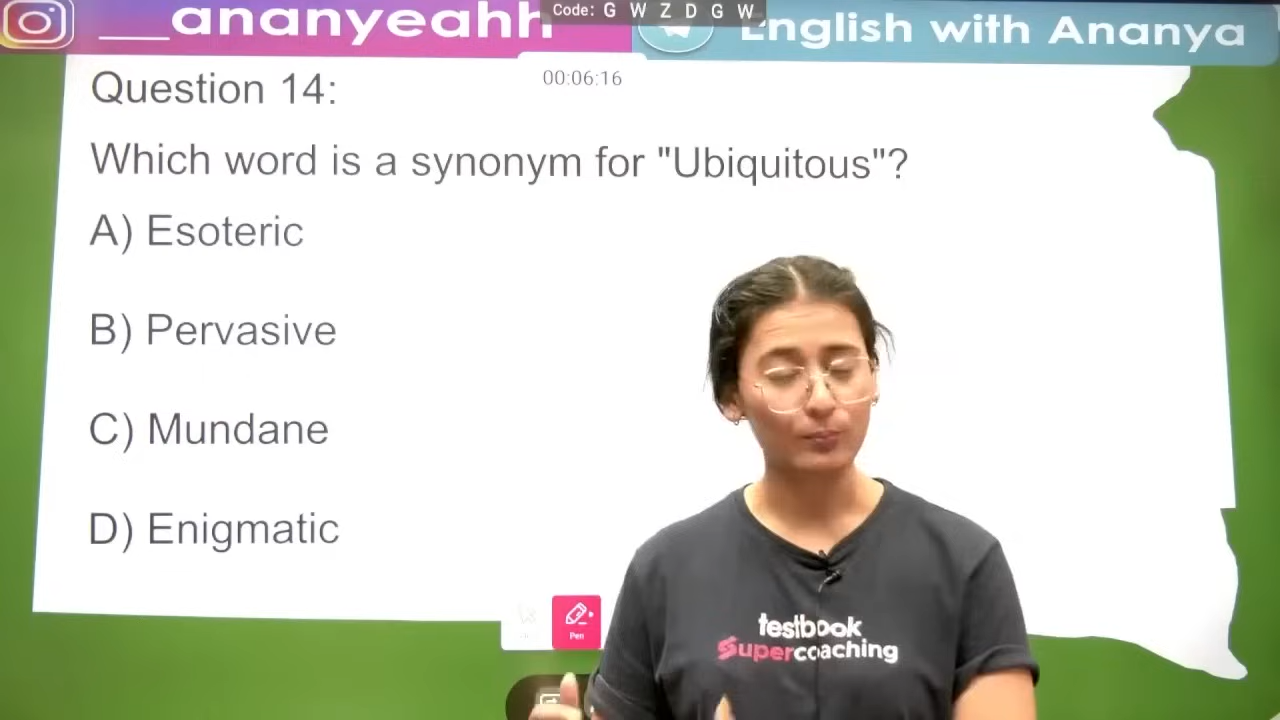 ___ananyeahh
Code: G W Z D G W
English with Ananya
00:06:16
Question 14:
Which word is a synonym for "Ubiquitous"?
A) Esoteric
B) Pervasive
C) Mundane
D) Enigmatic
Pen
testbook
Supercoaching